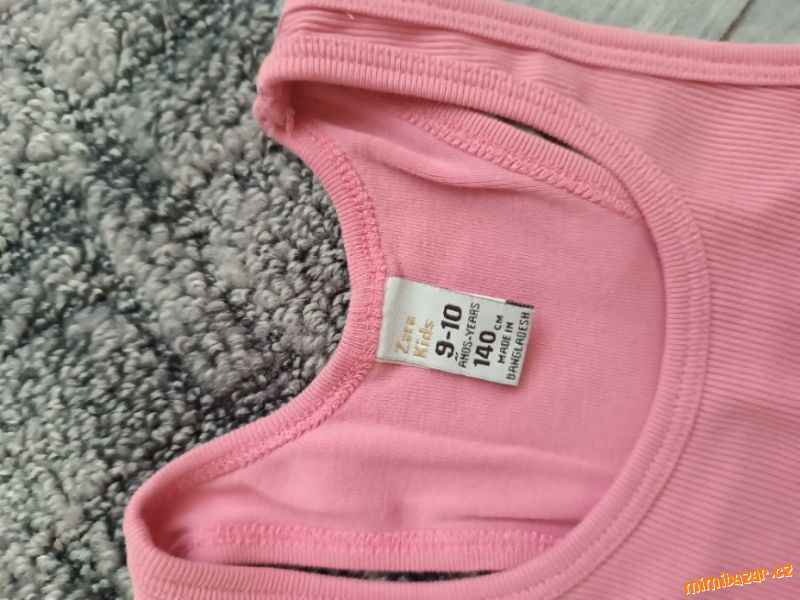 Zara
Kids
9-10
AÑOS-YEARS
140 CM
MADE IN
BANGLADESH
mimibazar.cz